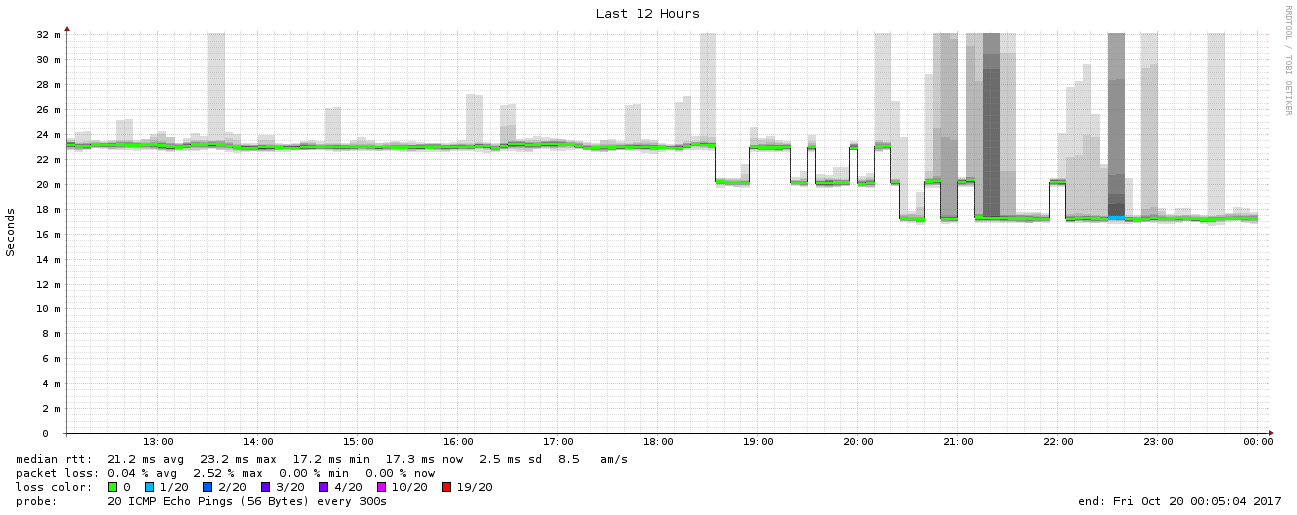 Last 12 Hours
RRDTOOL / TOBI OETIKER
32 m
30 m
28 m
26 m
24 m
22 m
20 m
18 m
16 m
14 m
12 m
10 m
8 m
6 m
4 m
2 m
0
Seconds
13:00 14:00 15:00 16:00 17:00 18:00 19:00 20:00 21:00 22:00 23:00 00:00
median rtt: 21.2 ms avg 23.2 ms max 17.2 ms min 17.3 ms now 2.5 ms sd 8.5 am/s
packet loss: 0.04 % avg 2.52 % max 0.00 % min 0.00 % now
loss color: 0 1/20 2/20 3/20 4/20 10/20 19/20
probe: 20 ICMP Echo Pings (56 Bytes) every 300s end: Fri Oct 20 00:05:04 2017